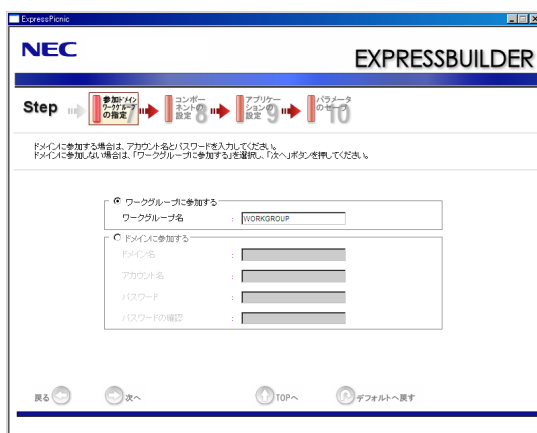 ExpressPicnic
NEC
EXPRESSBUILDER
Step
参加ドメイン
ワークグループ
の指定 7
コンポー
ネントの
設定 8
アプリケー
ションの
設定 9
パラメータ
のセーブ
10
ドメインに参加する場合は、アカウント名とパスワードを入力してください。
ドメインに参加しない場合は、「ワークグループに参加する」を選択し、「次へ」ボタンを押してください。
ワークグループに参加する
ワークグループ名 : WORKGROUP
ドメインに参加する
ドメイン名 :
アカウント名 :
パスワード :
パスワードの確認 :
戻る 次へ TOPへ デフォルトへ戻す